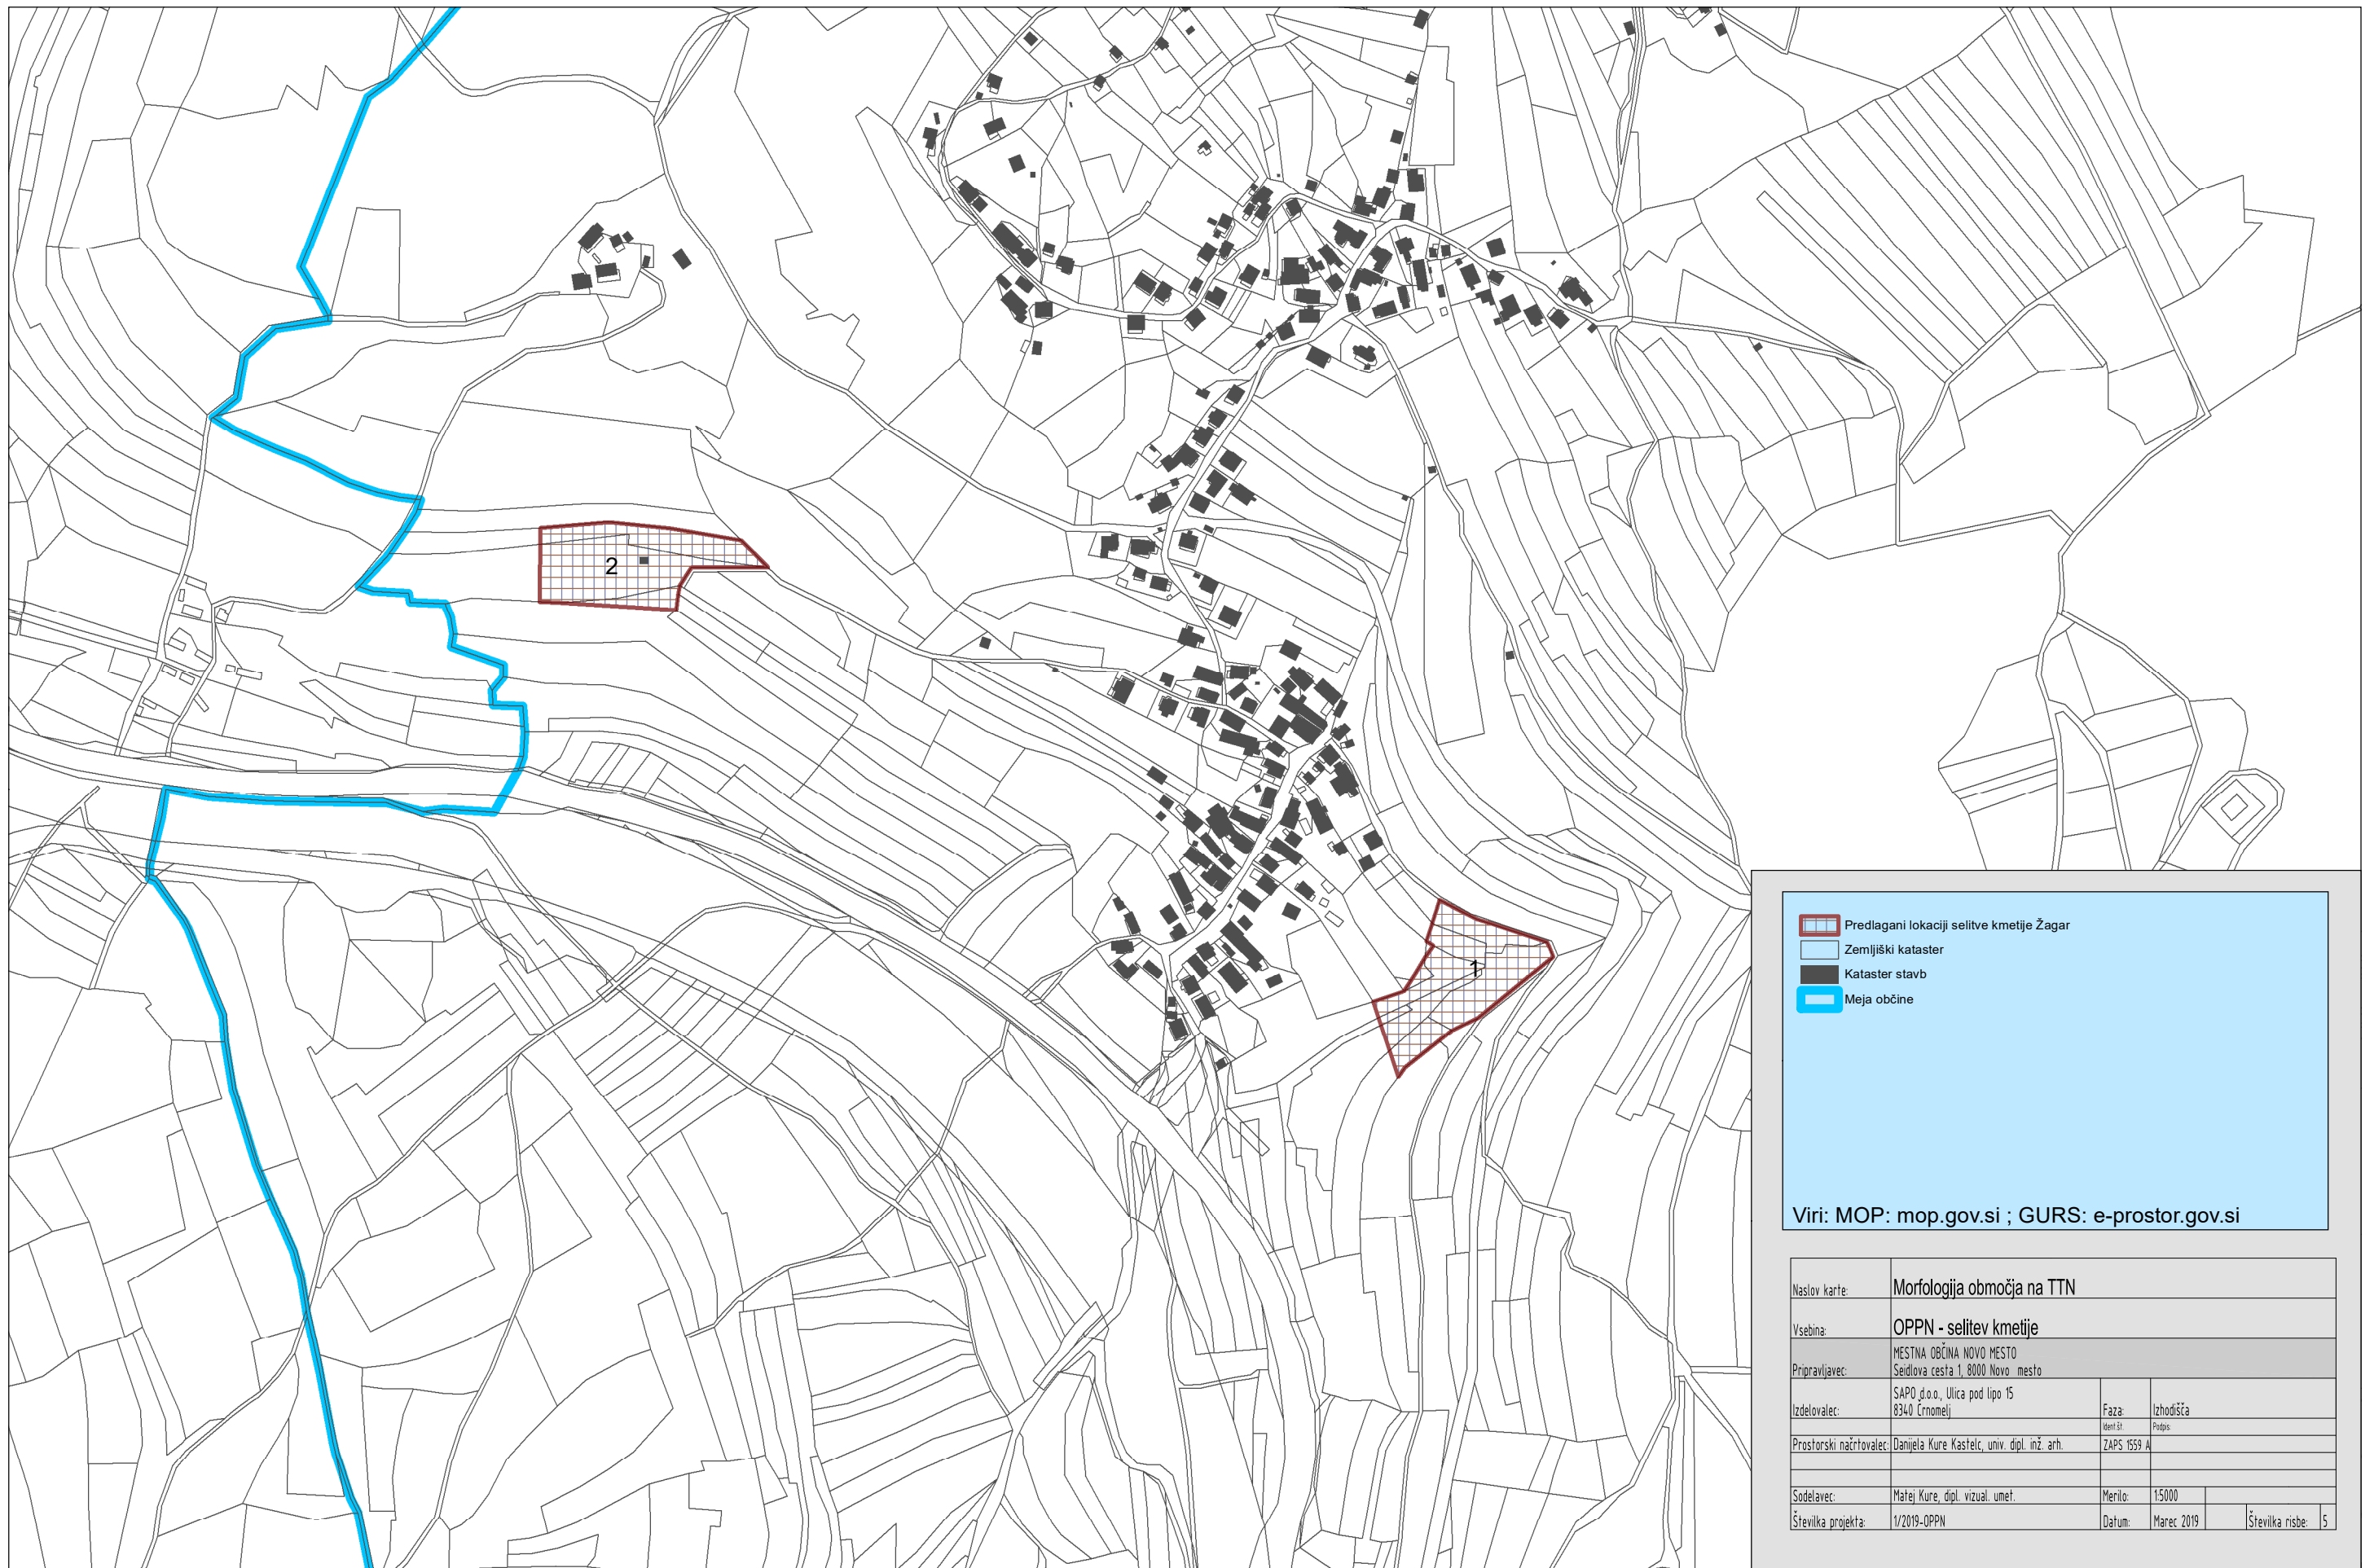 2
1
Predlagani lokaciji selitve kmetije Žagar
Zemljiški kataster
Kataster stavb
Meja občine
Viri: MOP: mop.gov.si ; GURS: e-prostor.gov.si
Naslov karte: Morfologija območja na TTN
Vsebina: OPPN - selitev kmetije
MESTNA OBČINA NOVO MESTO
Pripravljavec: Seidlova cesta 1, 8000 Novo mesto
SAPO d.o.o., Ulica pod lipo 15
Izdelovalec: 8340 Črnomelj Faza: Izhodišča
Ident.št. Podpis
Prostorski načrtovalec: Danijela Kure Kastelc, univ. dipl. inž. arh. ZAPS 1559 A
Sodelavec: Matej Kure, dipl. vizual. umet. Merilo: 1:5000
Številka projekta: 1/2019-OPPN Datum: Marec 2019 Številka risbe: 5